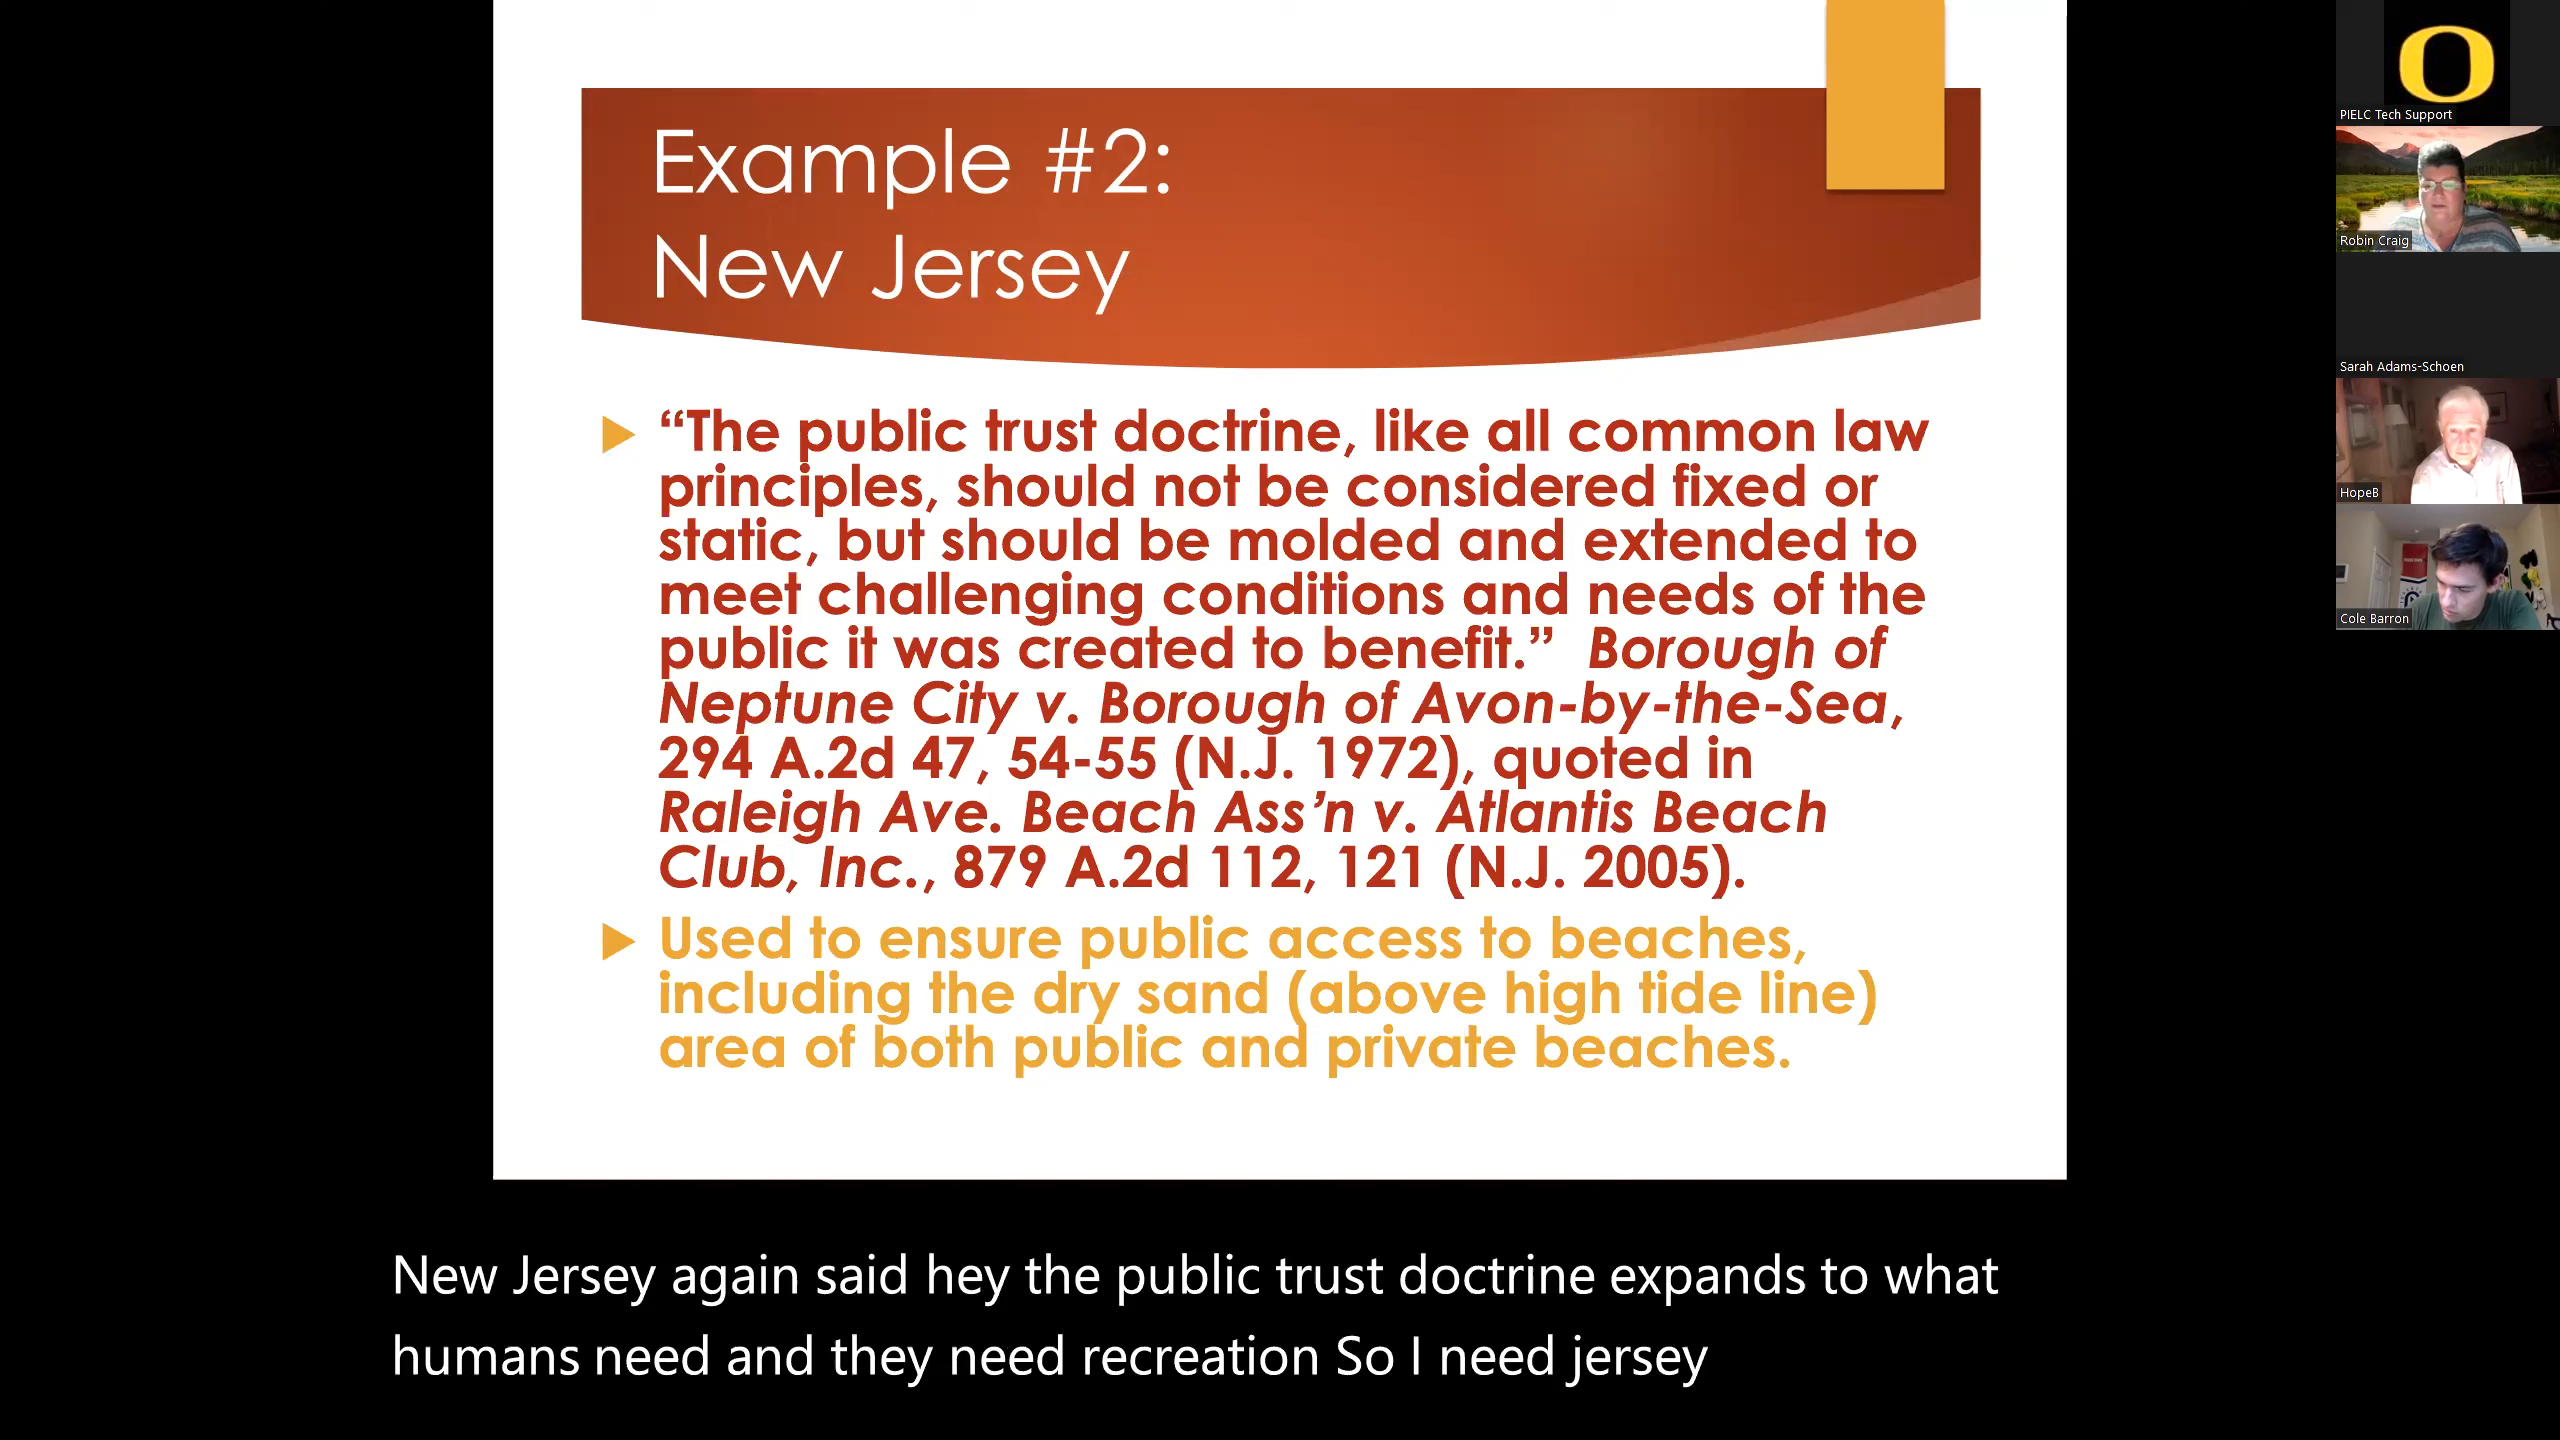 Example #2:
New Jersey
“The public trust doctrine, like all common law
principles, should not be considered fixed or
static, but should be molded and extended to
meet challenging conditions and needs of the
public it was created to benefit.” Borough of
Neptune City v. Borough of Avon-by-the-Sea,
294 A.2d 47, 54-55 (N.J. 1972), quoted in
Raleigh Ave. Beach Ass’n v. Atlantis Beach
Club, Inc., 879 A.2d 112, 121 (N.J. 2005).
Used to ensure public access to beaches,
including the dry sand (above high tide line)
area of both public and private beaches.
New Jersey again said hey the public trust doctrine expands to what
humans need and they need recreation So I need jersey
O
PIELC Tech Support
Robin Craig
Sarah Adams-Schoen
HopeB
Cole Barron